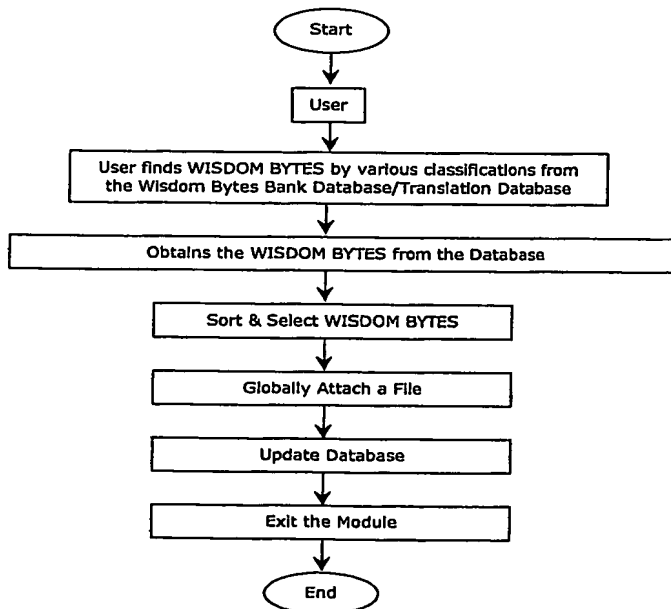 Start
User
User finds WISDOM BYTES by various classifications from
the Wisdom Bytes Bank Database/Translation Database
Obtains the WISDOM BYTES from the Database
Sort & Select WISDOM BYTES
Globally Attach a File
Update Database
Exit the Module
End